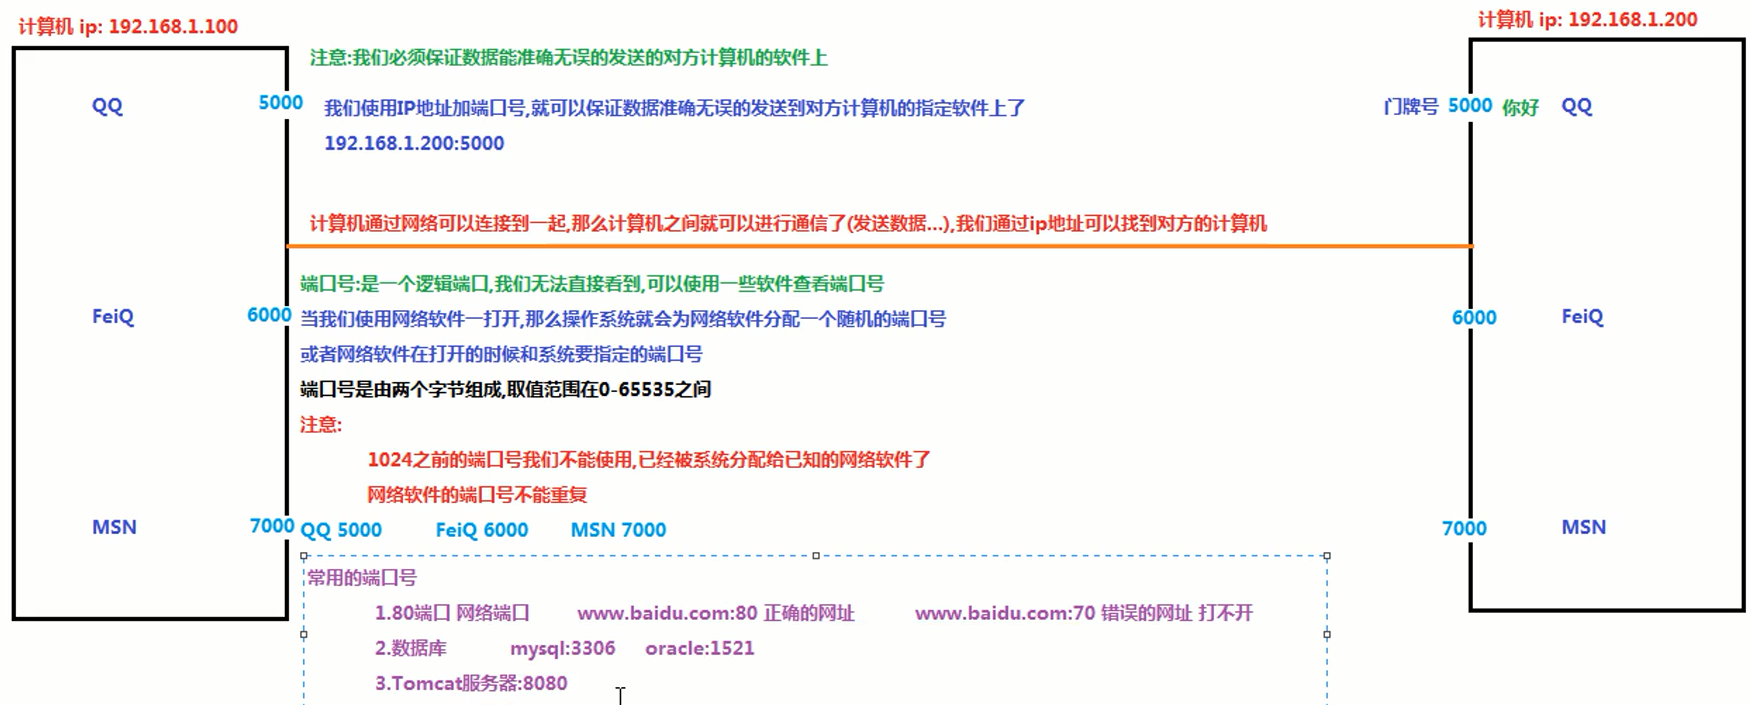 计算机 ip: 192.168.1.100
计算机 ip: 192.168.1.200
注意:我们必须保证数据能准确无误的发送的对方计算机的软件上
QQ 5000 我们使用IP地址加端口号,就可以保证数据准确无误的发送到对方计算机的指定软件上了 门牌号 5000 你好 QQ
192.168.1.200:5000
计算机通过网络可以连接到一起,那么计算机之间就可以进行通信了(发送数据...),我们通过ip地址可以找到对方的计算机
端口号:是一个逻辑端口,我们无法直接看到,可以使用一些软件查看端口号
FeiQ 6000 当我们使用网络软件一打开,那么操作系统就会为网络软件分配一个随机的端口号 6000 FeiQ
或者网络软件在打开的时候和系统要指定的端口号
端口号是由两个字节组成,取值范围在0-65535之间
注意:
1024之前的端口号我们不能使用,已经被系统分配给已知的网络软件了
网络软件的端口号不能重复
MSN 7000 QQ 5000 FeiQ 6000 MSN 7000 7000 MSN
常用的端口号
1.80端口 网络端口 www.baidu.com:80 正确的网址 www.baidu.com:70 错误的网址 打不开
2.数据库 mysql:3306 oracle:1521
3.Tomcat服务器:8080